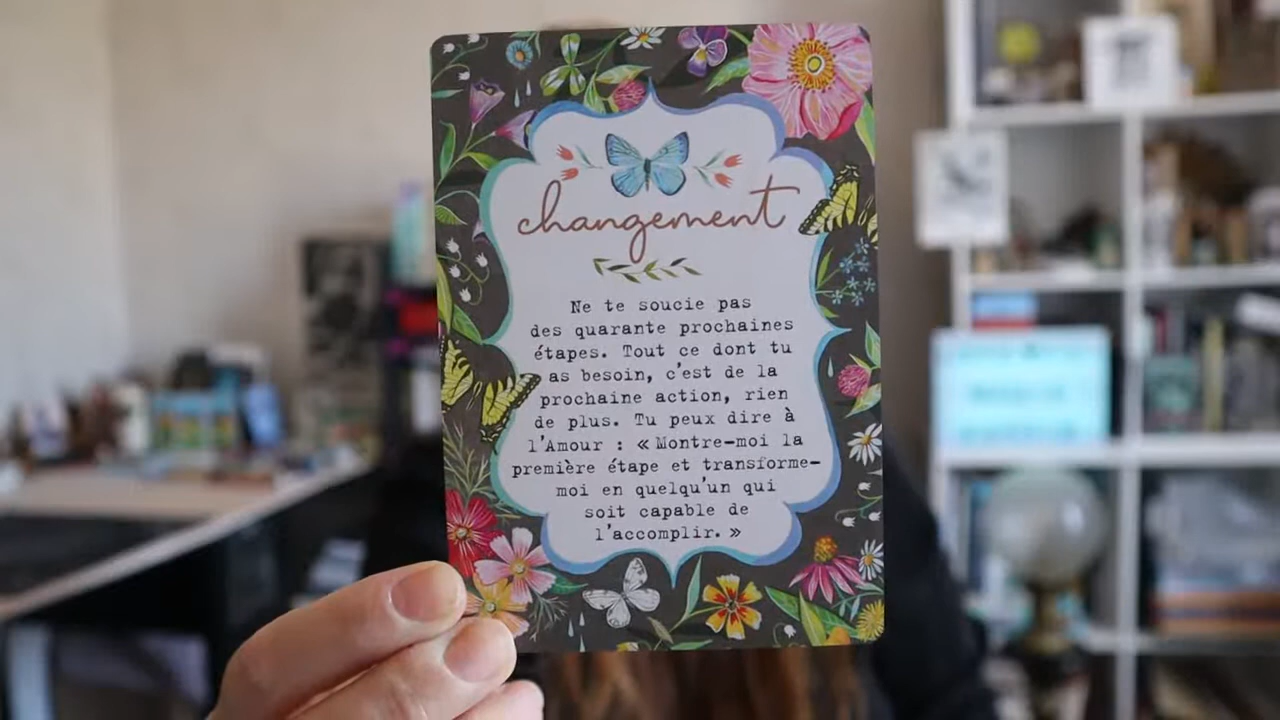 changement
Ne te soucie pas
des quarante prochaines
étapes. Tout ce dont tu
as besoin, c'est de la
prochaine action, rien
de plus. Tu peux dire à
l'Amour : « Montre-moi la
première étape et transforme-
moi en quelqu'un qui
soit capable de
l'accomplir. »